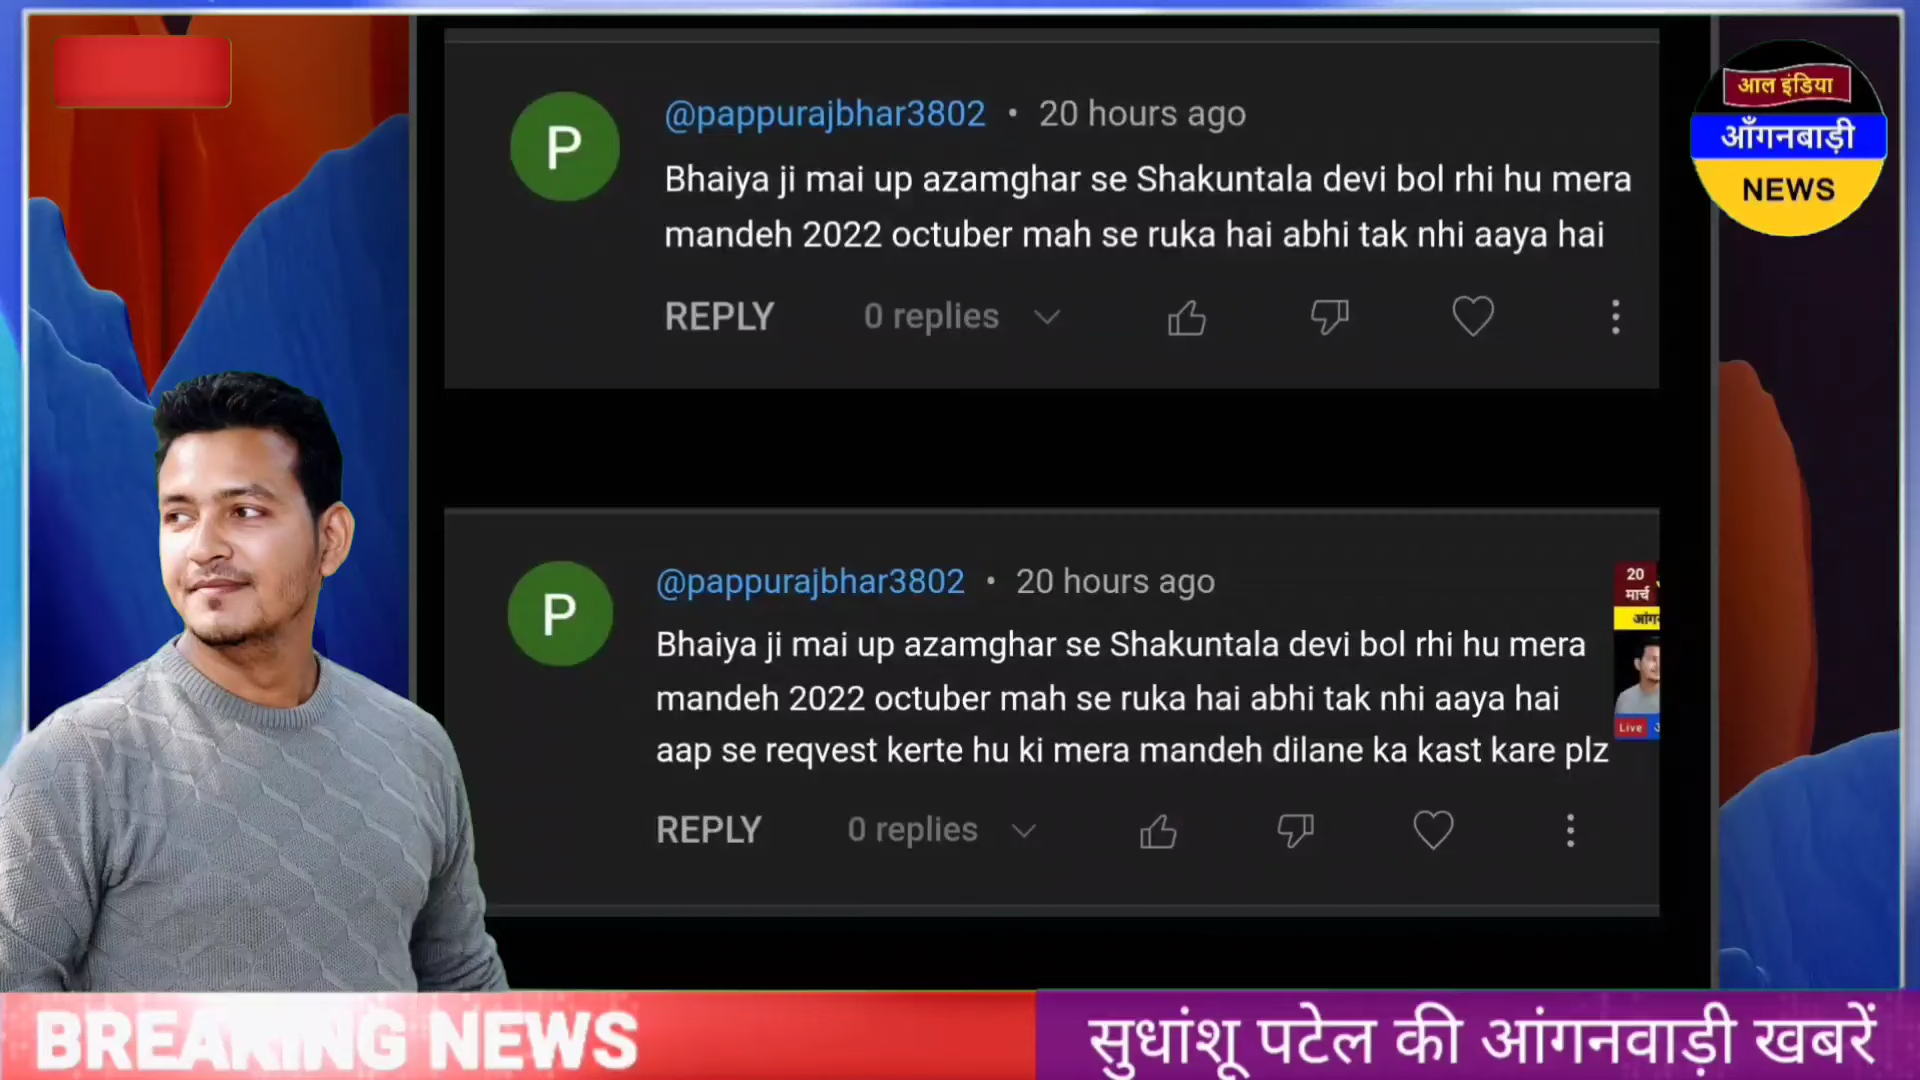 आल इंडिया
आँगनबाड़ी
NEWS
P
@pappurajbhar3802 • 20 hours ago
Bhaiya ji mai up azamghar se Shakuntala devi bol rhi hu mera
mandeh 2022 octuber mah se ruka hai abhi tak nhi aaya hai
REPLY 0 replies
P
@pappurajbhar3802 • 20 hours ago
Bhaiya ji mai up azamghar se Shakuntala devi bol rhi hu mera
mandeh 2022 octuber mah se ruka hai abhi tak nhi aaya hai
aap se reqvest kerte hu ki mera mandeh dilane ka kast kare plz
REPLY 0 replies
20
मार्च
Live
BREAKING NEWS
सुधांशू पटेल की आंगनवाड़ी खबरें